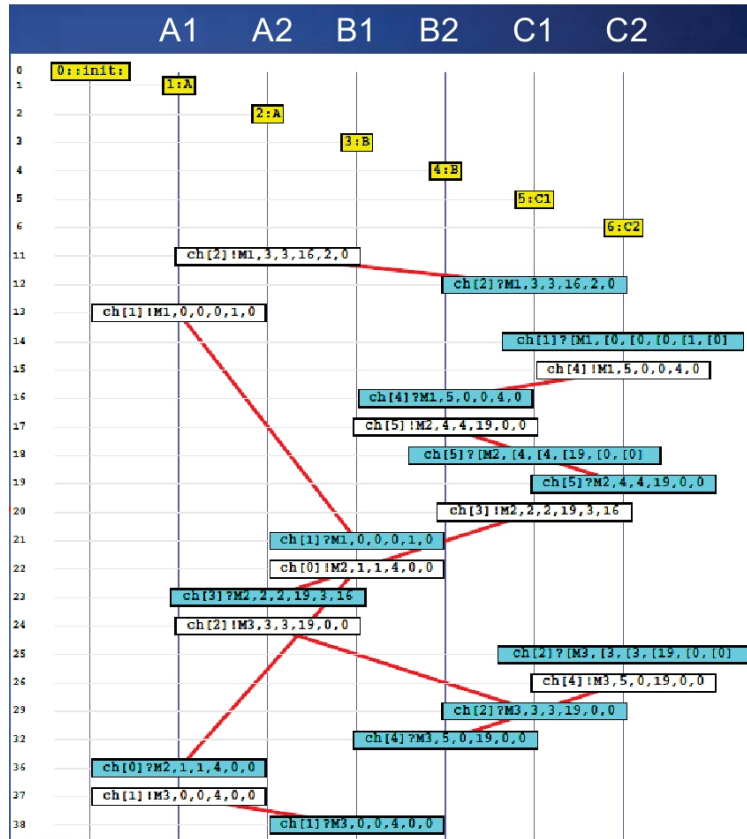 A1 A2 B1 B2 C1 C2
0 0::init:
1 1:A
2 2:A
3 3:B
4 4:B
5 5:C1
6 6:C2
11 ch[2]!M1,3,3,16,2,0
12 ch[2]?M1,3,3,16,2,0
13 ch[1]!M1,0,0,0,1,0
14 ch[1]?[M1,[0,[0,[0,[1,[0]
15 ch[4]!M1,5,0,0,4,0
16 ch[4]?M1,5,0,0,4,0
17 ch[5]!M2,4,4,19,0,0
18 ch[5]?[M2,[4,[4,[19,[0,[0]
19 ch[5]?M2,4,4,19,0,0
20 ch[3]!M2,2,2,19,3,16
21 ch[1]?M1,0,0,0,1,0
22 ch[0]!M2,1,1,4,0,0
23 ch[3]?M2,2,2,19,3,16
24 ch[2]!M3,3,3,19,0,0
25 ch[2]?[M3,[3,[3,[19,[0,[0]
26 ch[4]!M3,5,0,19,0,0
29 ch[2]?M3,3,3,19,0,0
32 ch[4]?M3,5,0,19,0,0
36 ch[0]?M2,1,1,4,0,0
37 ch[1]!M3,0,0,4,0,0
38 ch[1]?M3,0,0,4,0,0